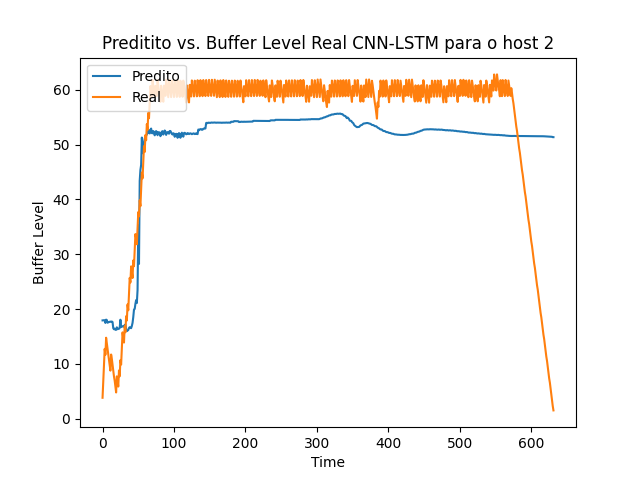 Preditito vs. Buffer Level Real CNN-LSTM para o host 2
Predito
Real
60
50
40
30
20
10
0
Buffer Level
0 100 200 300 400 500 600
Time